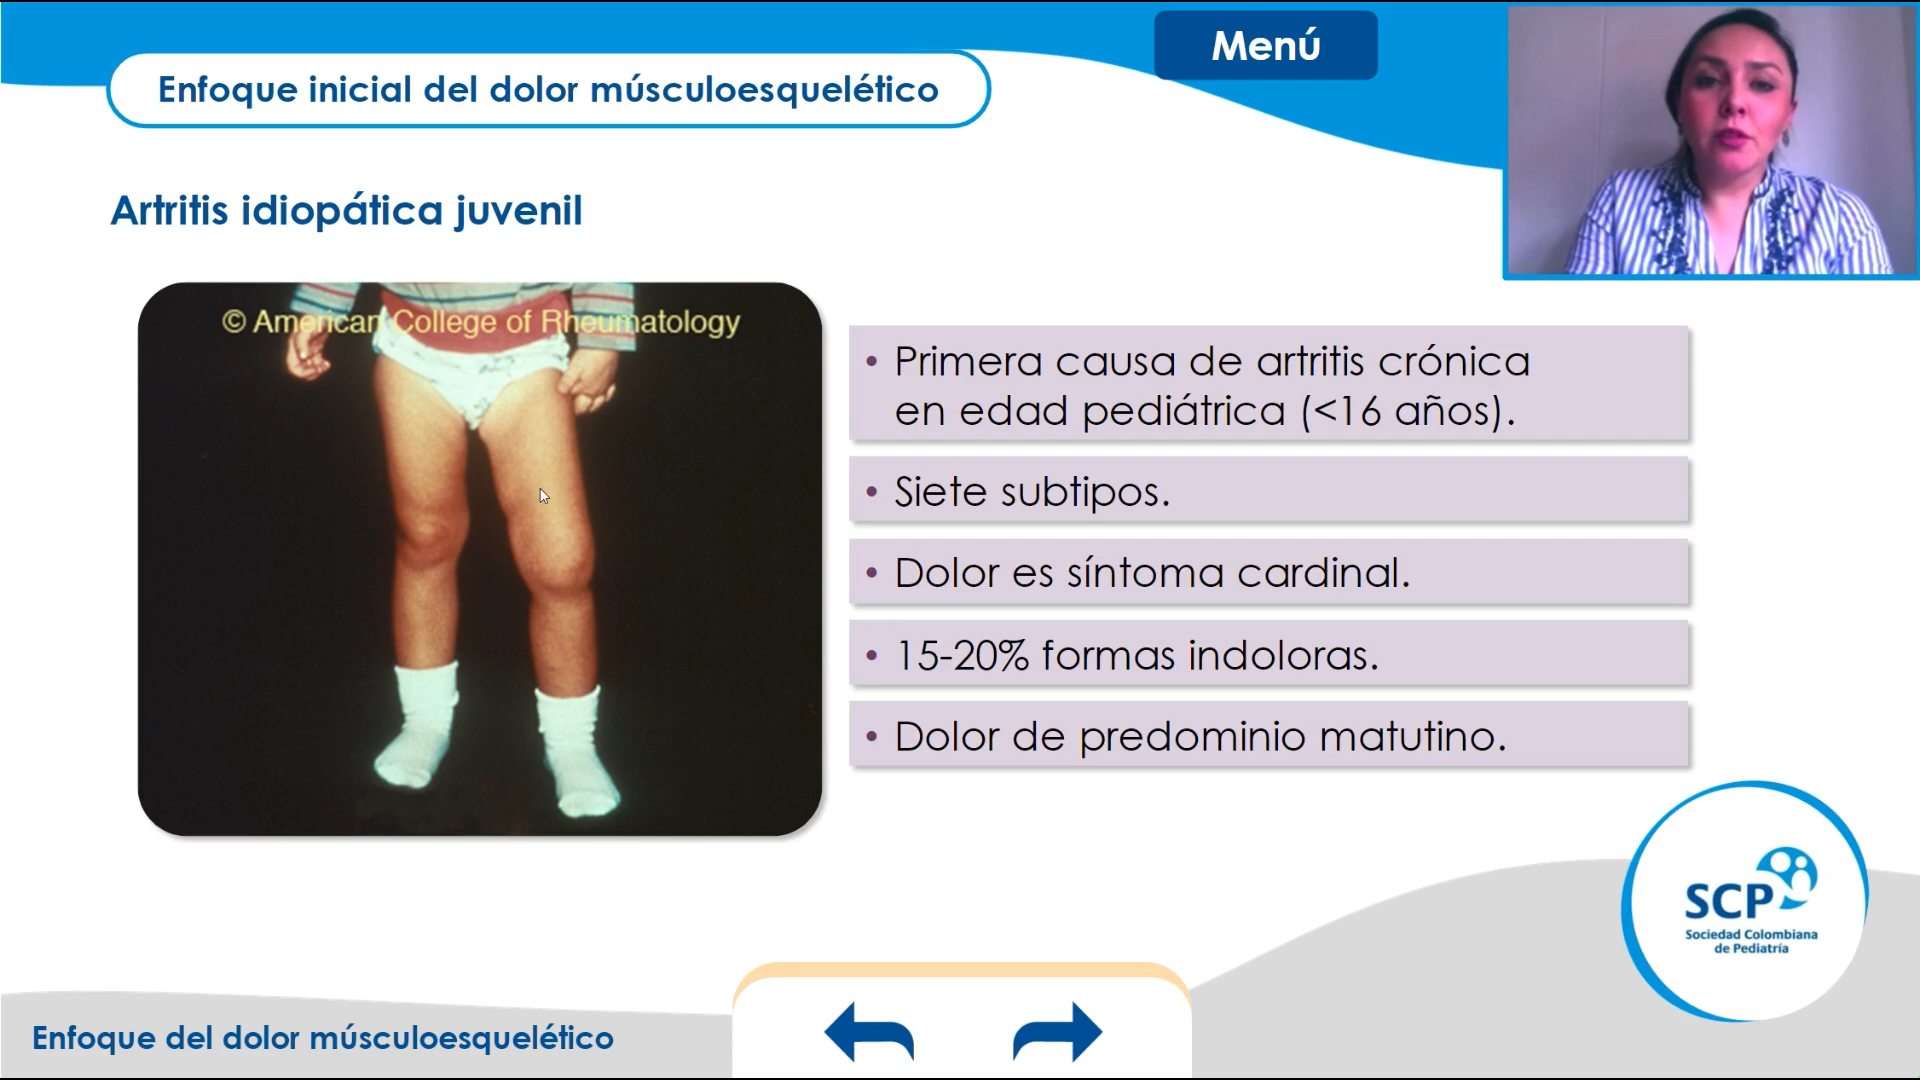 Menú
Enfoque inicial del dolor músculoesquelético
Artritis idiopática juvenil
© American College of Rheumatology
• Primera causa de artritis crónica
en edad pediátrica (<16 años).
• Siete subtipos.
• Dolor es síntoma cardinal.
• 15-20% formas indoloras.
• Dolor de predominio matutino.
SCP
Sociedad Colombiana
de Pediatría
Enfoque del dolor músculoesquelético